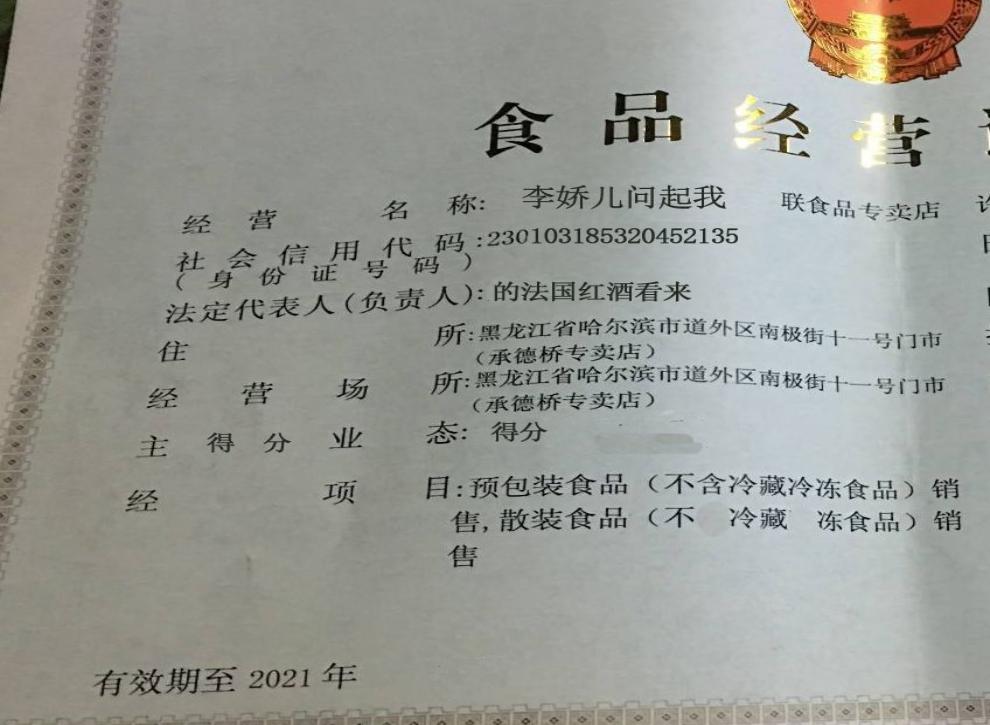 食品经营
经营名称: 李娇儿问起我 联食品专卖店
社会信用代码:230103185320452135
(身份证号码)
法定代表人(负责人): 的法国红酒看来
住所:黑龙江省哈尔滨市道外区南极街十一号门市
(承德桥专卖店)
经营场所:黑龙江省哈尔滨市道外区南极街十一号门市
(承德桥专卖店)
主得分业态: 得分
经项目:预包装食品(不含冷藏冷冻食品)销
售,散装食品(不 冷藏 冻食品)销
售
有效期至 2021 年